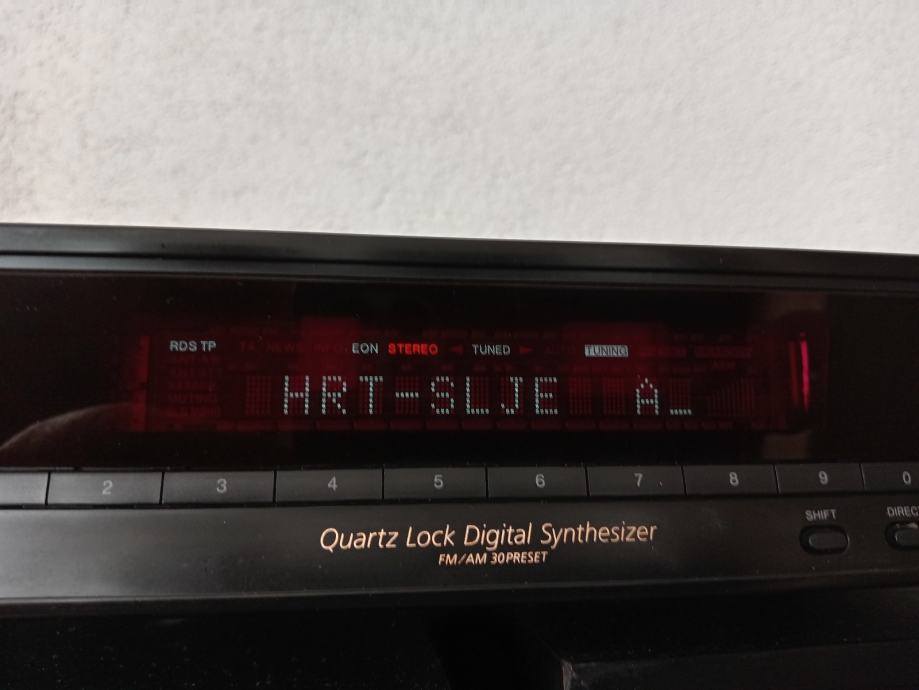 RDS TP EON STEREO TUNED TUNING
HRT-SLJE A_
2 3 4 5 6 7 8 9 0
SHIFT
Quartz Lock Digital Synthesizer
FM/AM 30PRESET